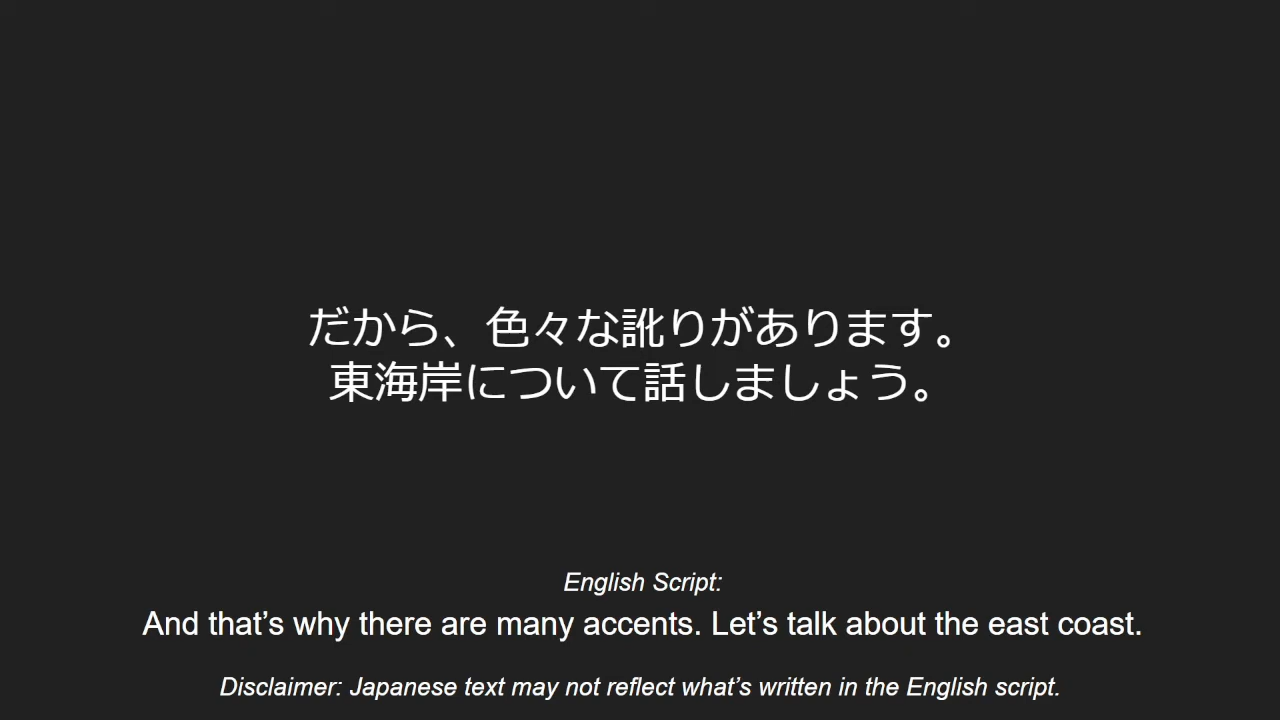 だから、色々な訛りがあります。
東海岸について話しましょう。
English Script:
And that’s why there are many accents. Let’s talk about the east coast.
Disclaimer: Japanese text may not reflect what’s written in the English script.